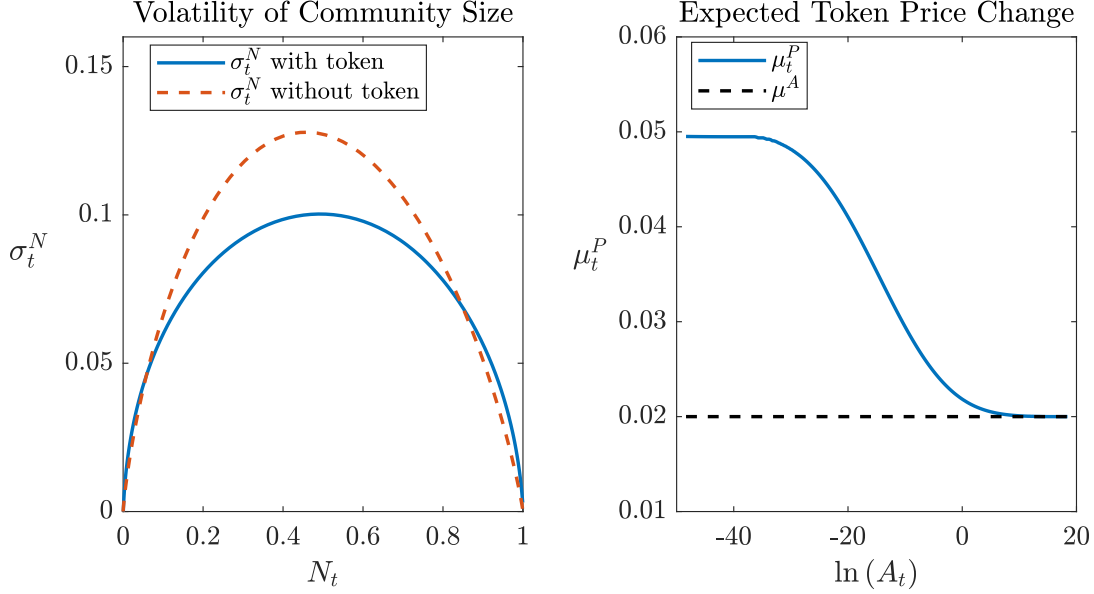 Volatility of Community Size
0.15
0.1
0.05
0
σ_t^N
σ_t^N with token
σ_t^N without token
0 0.2 0.4 0.6 0.8 1
N_t
Expected Token Price Change
0.06
0.05
0.04
0.03
0.02
0.01
μ_t^P
μ_t^P
μ^A
-40 -20 0 20
ln (A_t)